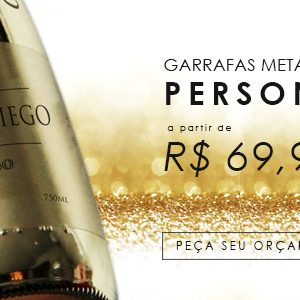 GARRAFAS META
PERSON
a partir de
R$ 69,9
PEÇA SEU ORÇA
IEGO
750ML